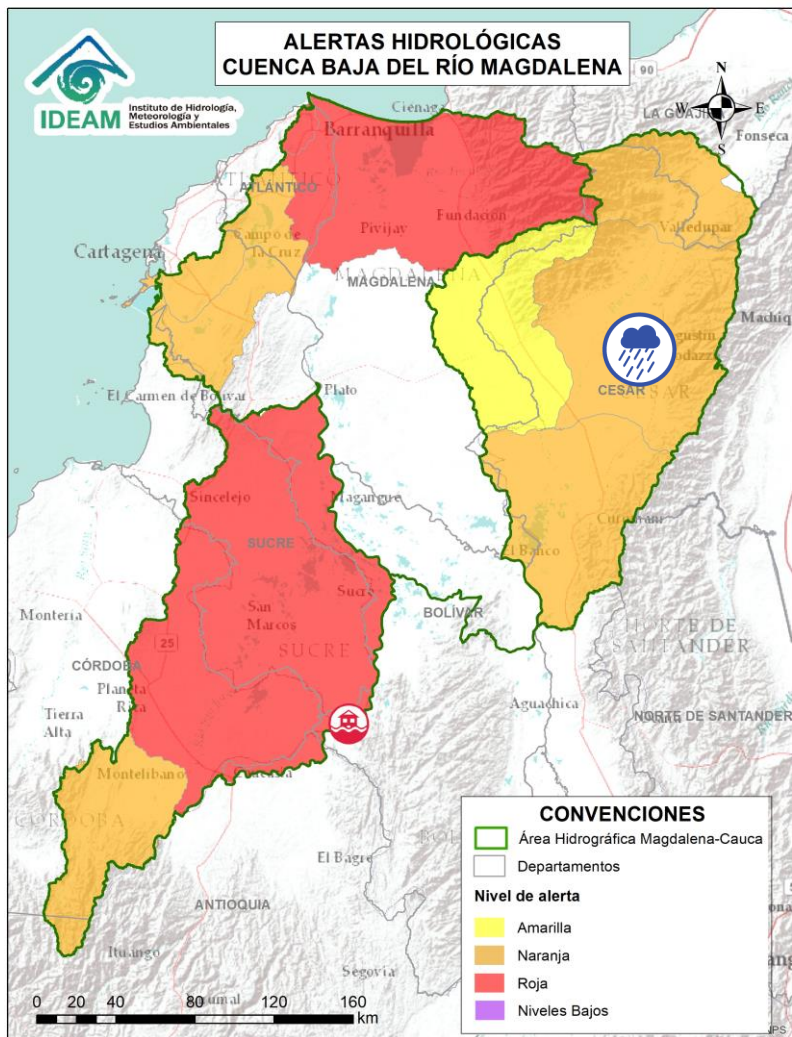 ALERTAS HIDROLÓGICAS
CUENCA BAJA DEL RÍO MAGDALENA
IDEAM
Instituto de Hidrología,
Meteorología y
Estudios Ambientales
N
W
E
S
90
Ciénaga
LA GUAJIRA
Fonseca
Barranquilla
ATLÁNTICO
Fundación
Pivijay
Valledupar
Campo de
la Cruz
Cartagena
MAGDALENA
MAGDALENA
Machiq
CESAR
El Carmen de Bolívar
Plato
Sincelejo
Magangué
Curumaní
SUCRE
El Banco
Sucre
BOLÍVAR
Montería
San
Marcos
SUCRE
NORTE DE
SANTANDER
25
CÓRDOBA
Planeta
Rica
Aguachica
NORTE DE SANTANDER
Tierra
Alta
Montelíbano
CÓRDOBA
El Bagre
ANTIOQUIA
Ituango
Segovia
CONVENCIONES
Área Hidrográfica Magdalena-Cauca
Departamentos
Nivel de alerta
Amarilla
Naranja
Roja
Niveles Bajos
0 20 40 80 120 160
km